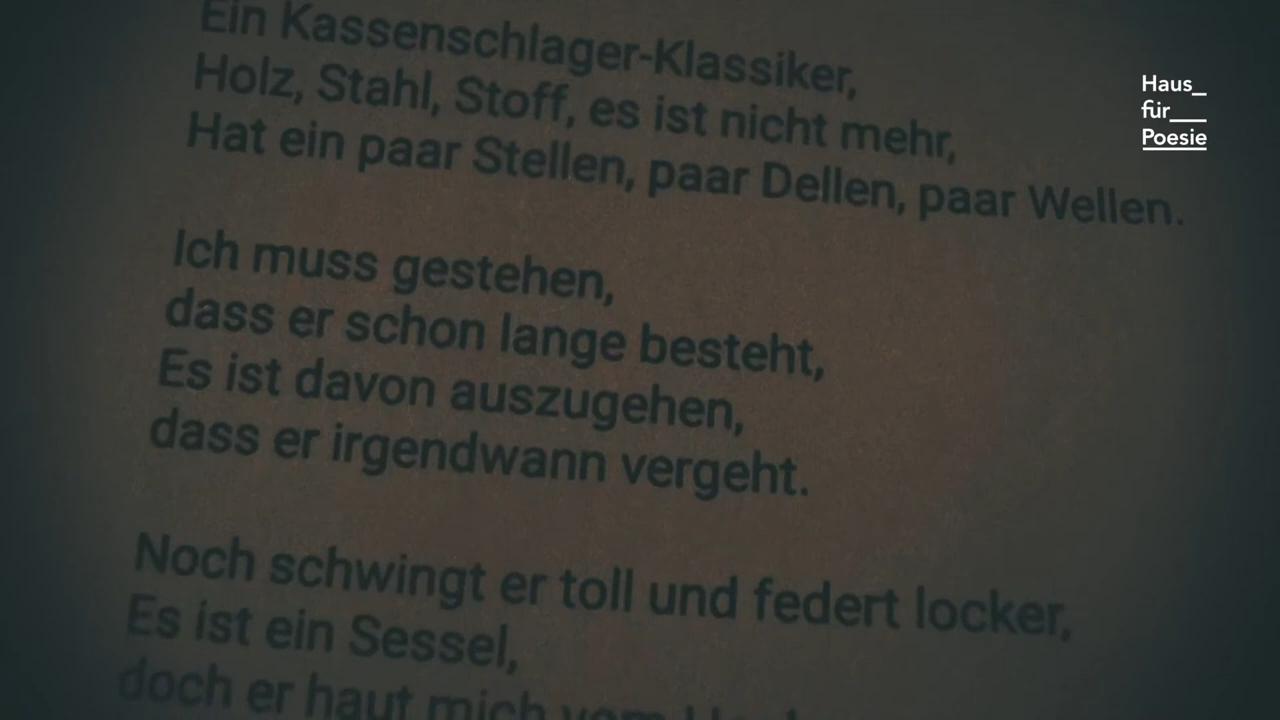 Ein Kassenschlager-Klassiker,
Holz, Stahl, Stoff, es ist nicht mehr,
Hat ein paar Stellen, paar Dellen, paar Wellen.
Ich muss gestehen,
dass er schon lange besteht,
Es ist davon auszugehen,
dass er irgendwann vergeht.
Noch schwingt er toll und federt locker,
Es ist ein Sessel,
doch er haut mich vom
Haus_
für__
Poesie